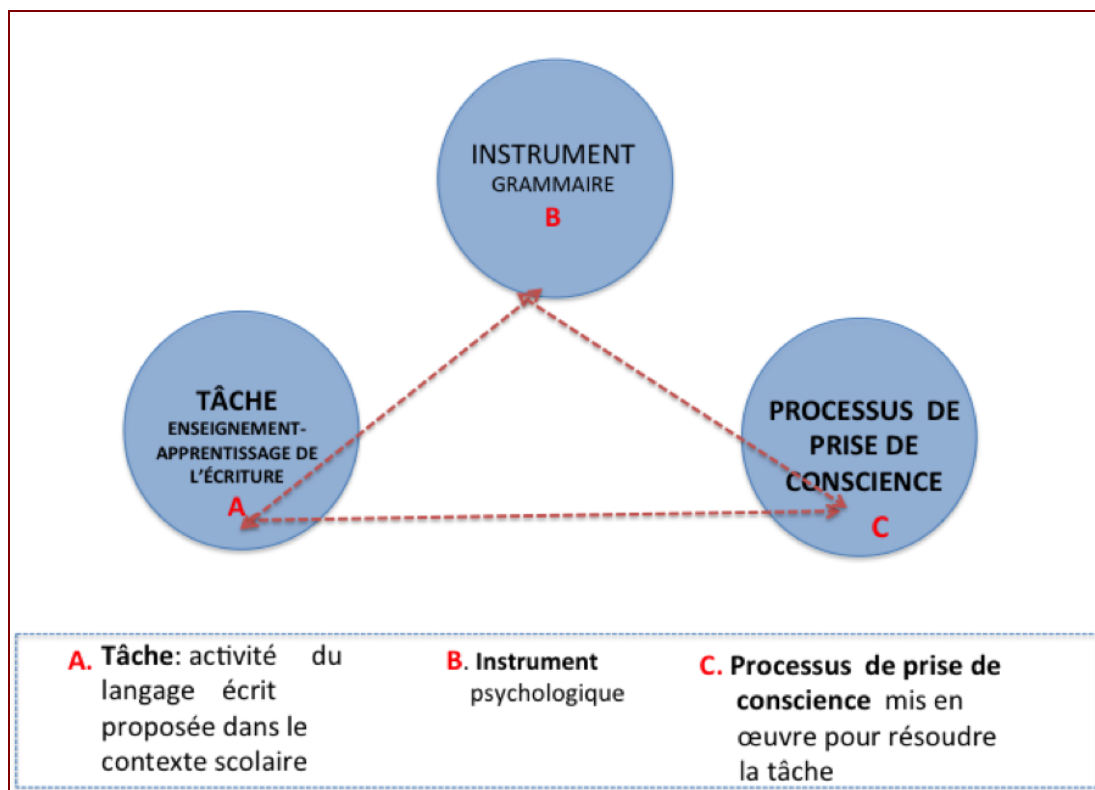 INSTRUMENT
GRAMMAIRE
B
TÂCHE
ENSEIGNEMENT-
APPRENTISSAGE DE
L’ÉCRITURE
A
PROCESSUS DE
PRISE DE
CONSCIENCE
C
A. Tâche: activité du
langage écrit
proposée dans le
contexte scolaire
B. Instrument
psychologique
C. Processus de prise de
conscience mis en
œuvre pour résoudre
la tâche